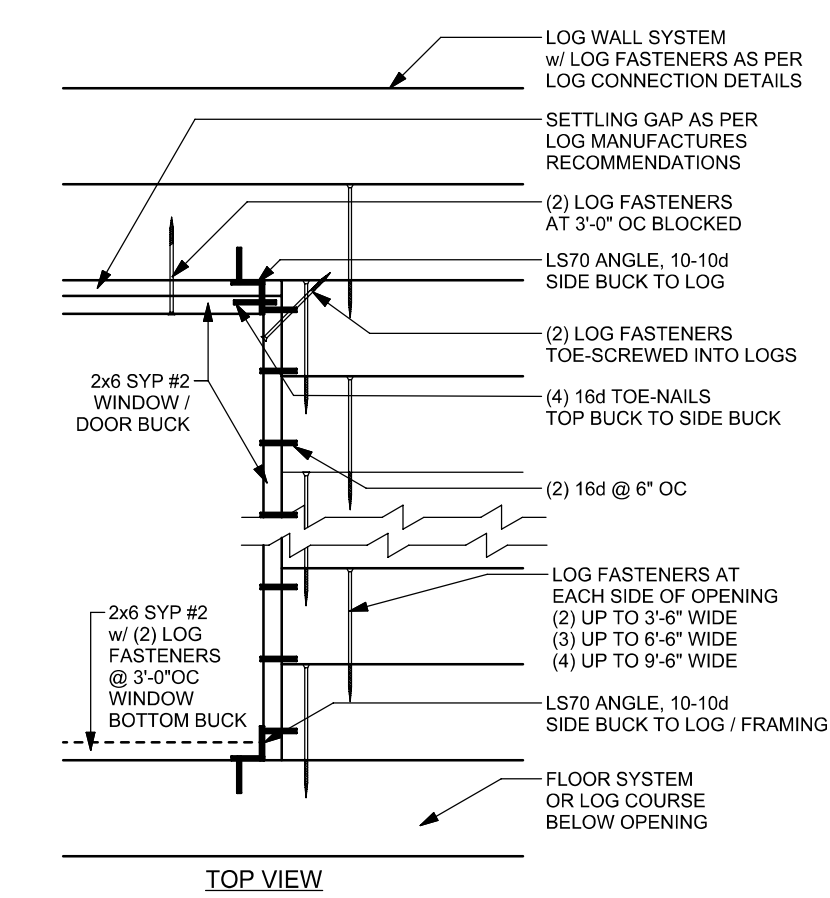 LOG WALL SYSTEM
w/ LOG FASTENERS AS PER
LOG CONNECTION DETAILS
SETTLING GAP AS PER
LOG MANUFACTURES
RECOMMENDATIONS
(2) LOG FASTENERS
AT 3'-0" OC BLOCKED
LS70 ANGLE, 10-10d
SIDE BUCK TO LOG
(2) LOG FASTENERS
TOE-SCREWED INTO LOGS
2x6 SYP #2
WINDOW /
DOOR BUCK
(4) 16d TOE-NAILS
TOP BUCK TO SIDE BUCK
(2) 16d @ 6" OC
LOG FASTENERS AT
EACH SIDE OF OPENING
(2) UP TO 3'-6" WIDE
(3) UP TO 6'-6" WIDE
(4) UP TO 9'-6" WIDE
2x6 SYP #2
w/ (2) LOG
FASTENERS
@ 3'-0"OC
WINDOW
BOTTOM BUCK
LS70 ANGLE, 10-10d
SIDE BUCK TO LOG / FRAMING
FLOOR SYSTEM
OR LOG COURSE
BELOW OPENING
TOP VIEW